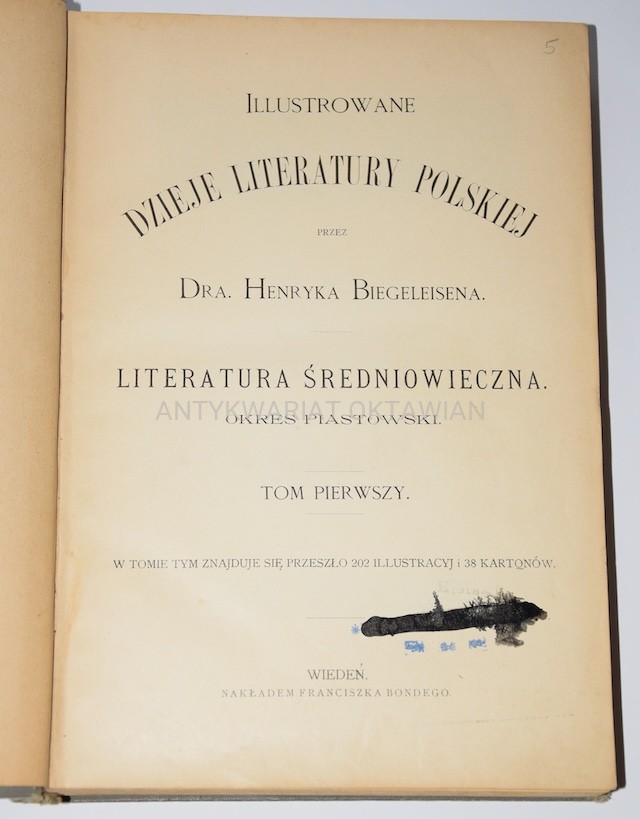 5
ILLUSTROWANE
DZIEJE LITERATURY POLSKIEJ
PRZEZ
DRA. HENRYKA BIEGELEISENA.
LITERATURA ŚREDNIOWIECZNA.
ANTYKWARIAT OKTAWIAN
OKRES PIASTOWSKI.
TOM PIERWSZY.
W TOMIE TYM ZNAJDUJE SIĘ PRZESZŁO 202 ILLUSTRACYJ i 38 KARTONÓW.
WIEDEŃ.
NAKŁADEM FRANCISZKA BONDEGO.